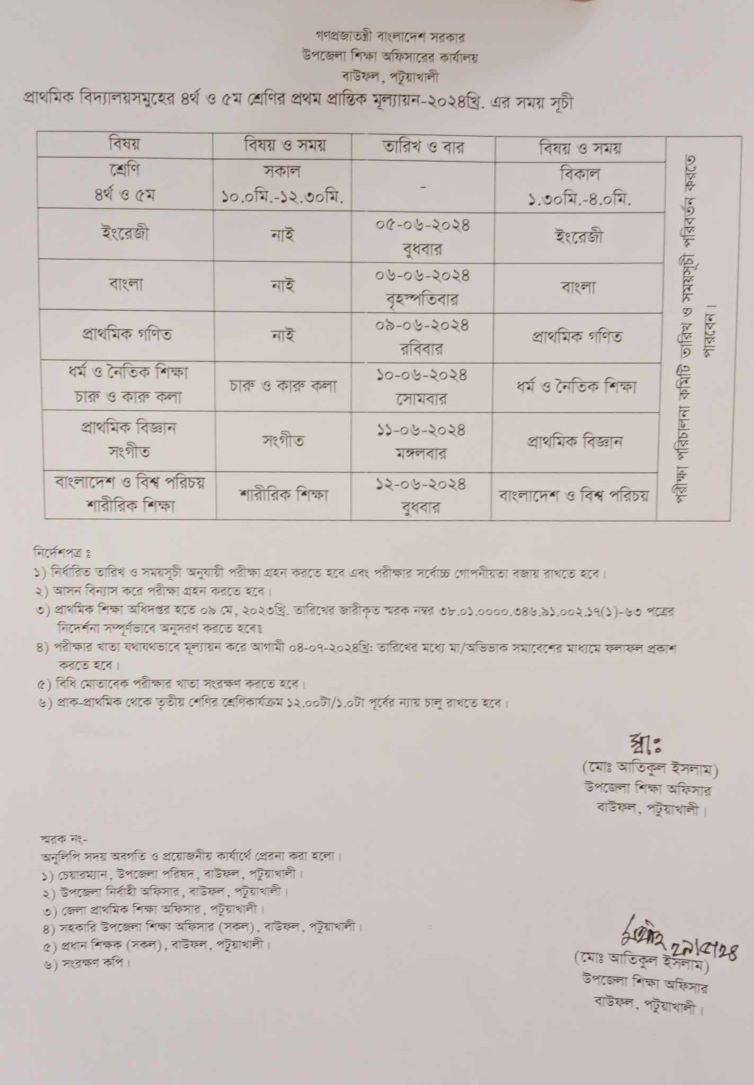 গণপ্রজাতন্ত্রী বাংলাদেশ সরকার
উপজেলা শিক্ষা অফিসারের কার্যালয়
বাউফল, পটুয়াখালী
প্রাথমিক বিদ্যালয়সমুহের ৪র্থ ও ৫ম শ্রেণির প্রথম প্রান্তিক মূল্যায়ন-২০২৪খ্রি. এর সময় সূচী
বিষয় বিষয় ও সময় তারিখ ও বার বিষয় ও সময়
শ্রেণি সকাল - বিকাল
৪র্থ ও ৫ম ১০.০মি.-১২.৩০মি. ১.৩০মি.-৪.০মি.
ইংরেজী নাই ০৫-০৬-২০২৪ ইংরেজী
বুধবার
বাংলা নাই ০৬-০৬-২০২৪ বাংলা
বৃহস্পতিবার
প্রাথমিক গণিত নাই ০৯-০৬-২০২৪ প্রাথমিক গণিত
রবিবার
ধর্ম ও নৈতিক শিক্ষা চারু ও কারু কলা ১০-০৬-২০২৪ ধর্ম ও নৈতিক শিক্ষা
চারু ও কারু কলা সোমবার
প্রাথমিক বিজ্ঞান সংগীত ১১-০৬-২০২৪ প্রাথমিক বিজ্ঞান
সংগীত মঙ্গলবার
বাংলাদেশ ও বিশ্ব পরিচয় শারীরিক শিক্ষা ১২-০৬-২০২৪ বাংলাদেশ ও বিশ্ব পরিচয়
শারীরিক শিক্ষা বুধবার
পরীক্ষা পরিচালনা কমিটি তারিখ ও সময়সূচী পরিবর্তন করতে
পারবেন।
নির্দেশপত্র ঃ
১) নির্ধারিত তারিখ ও সময়সূচী অনুযায়ী পরীক্ষা গ্রহন করতে হবে এবং পরীক্ষার সর্বোচ্চ গোপনীয়তা বজায় রাখতে হবে।
২) আসন বিন্যাস করে পরীক্ষা গ্রহন করতে হবে।
৩) প্রাথমিক শিক্ষা অধিদপ্তর হতে ০৯ মে, ২০২৩খ্রি. তারিখের জারীকৃত স্মরক নম্বর ৩৮.০১.০০০০.৩৪৬.৯১.০০২.১৭(১)-৬৩ পত্রের
নিদের্শনা সম্পূর্ণভাবে অনুসরণ করতে হবেঃ
৪) পরীক্ষার খাতা যথাযথভাবে মূল্যায়ন করে আগামী ০৪-০৭-২০২৪খ্রিঃ তারিখের মধ্যে মা/অভিভাক সমাবেশের মাধ্যমে ফলাফল প্রকাশ
করতে হবে।
৫) বিধি মোতাবেক পরীক্ষার খাতা সংরক্ষণ করতে হবে।
৬) প্রাক-প্রাথমিক থেকে তৃতীয় শ্রেণির শ্রেণিকার্যক্রম ১২.০০টা/১.০টা পূর্বের ন্যায় চালু রাখতে হবে।
স্বাঃ
(মোঃ আতিকুল ইসলাম)
উপজেলা শিক্ষা অফিসার
বাউফল, পটুয়াখালী।
স্মরক নং-
অনুলিপি সদয় অবগতি ও প্রয়োজনীয় কার্যার্থে প্রেরনা করা হলো।
১) চেয়ারম্যান, উপজেলা পরিষদ, বাউফল, পটুয়াখালী।
২) উপজেলা নির্বাহী অফিসার, বাউফল, পটুয়াখালী।
৩) জেলা প্রাথমিক শিক্ষা অফিসার, পটুয়াখালী।
৪) সহকারি উপজেলা শিক্ষা অফিসার (সকল), বাউফল, পটুয়াখালী।
৫) প্রধান শিক্ষক (সকল), বাউফল, পটুয়াখালী।
৬) সংরক্ষণ কপি।
(মোঃ আতিকুল ইসলাম)
উপজেলা শিক্ষা অফিসার
বাউফল, পটুয়াখালী।